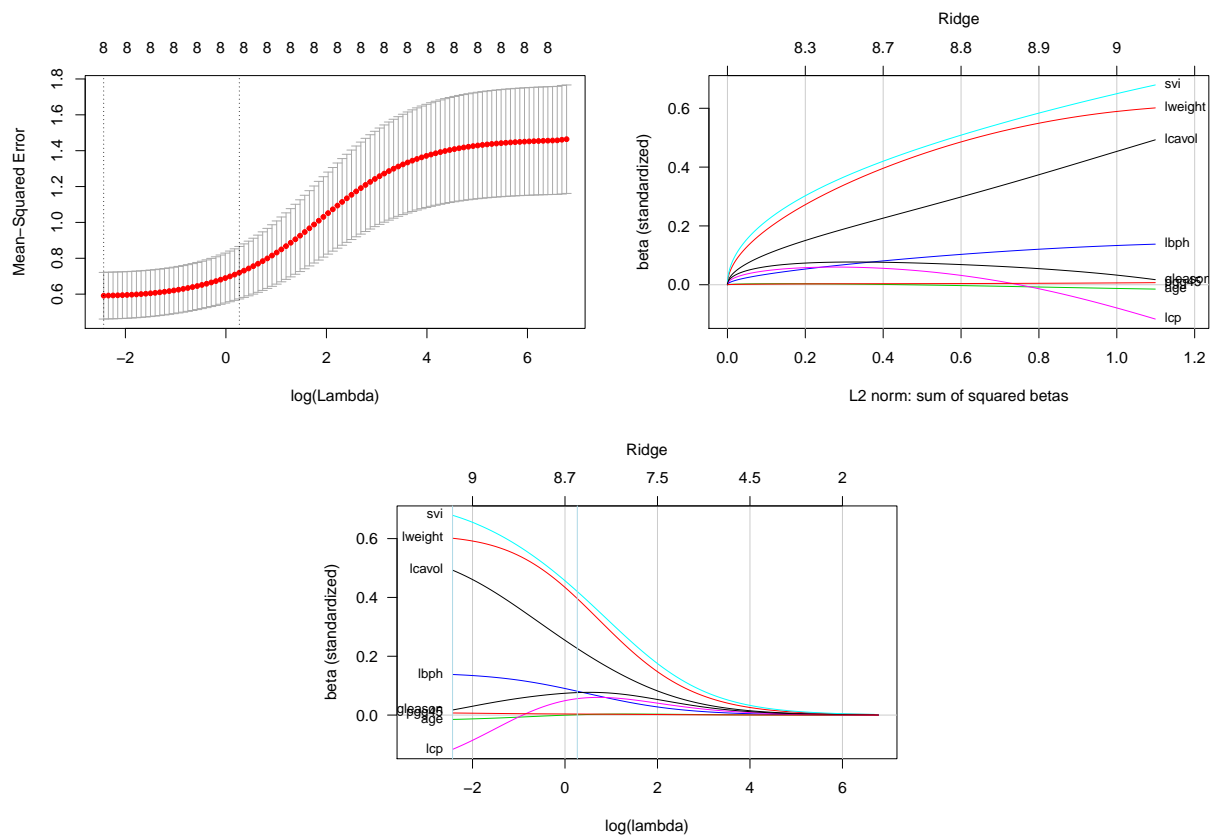 8 8 8 8 8 8 8 8 8 8 8 8 8 8 8 8 8 8 8 8
Mean−Squared Error
1.8
1.6
1.4
1.2
1.0
0.8
0.6
−2 0 2 4 6
log(Lambda)
Ridge
8.3 8.7 8.8 8.9 9
beta (standardized)
0.6
0.4
0.2
0.0
svi
lweight
lcavol
lbph
gleason
pgg45
age
lcp
0.0 0.2 0.4 0.6 0.8 1.0 1.2
L2 norm: sum of squared betas
Ridge
9 8.7 7.5 4.5 2
beta (standardized)
0.6
0.4
0.2
0.0
svi
lweight
lcavol
lbph
gleason
pgg45
age
lcp
−2 0 2 4 6
log(lambda)